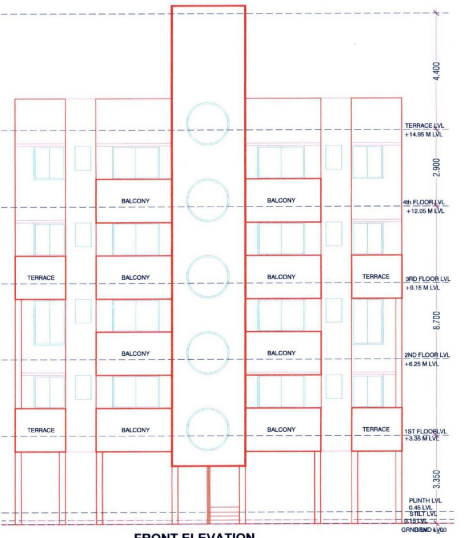 4.400
TERRACE LVL
+14.95 M LVL
2.900
BALCONY BALCONY
4th FLOOR LVL
+12.05 M LVL
TERRACE BALCONY BALCONY TERRACE
3RD FLOOR LVL
+9.15 M LVL
8.700
BALCONY BALCONY
2ND FLOOR LVL
+6.25 M LVL
TERRACE BALCONY BALCONY TERRACE
1ST FLOOR LVL
+3.35 M LVL
3.350
PLINTH LVL
0.45 LVL
STILT LVL
0.15 LVL
FRONT ELEVATION